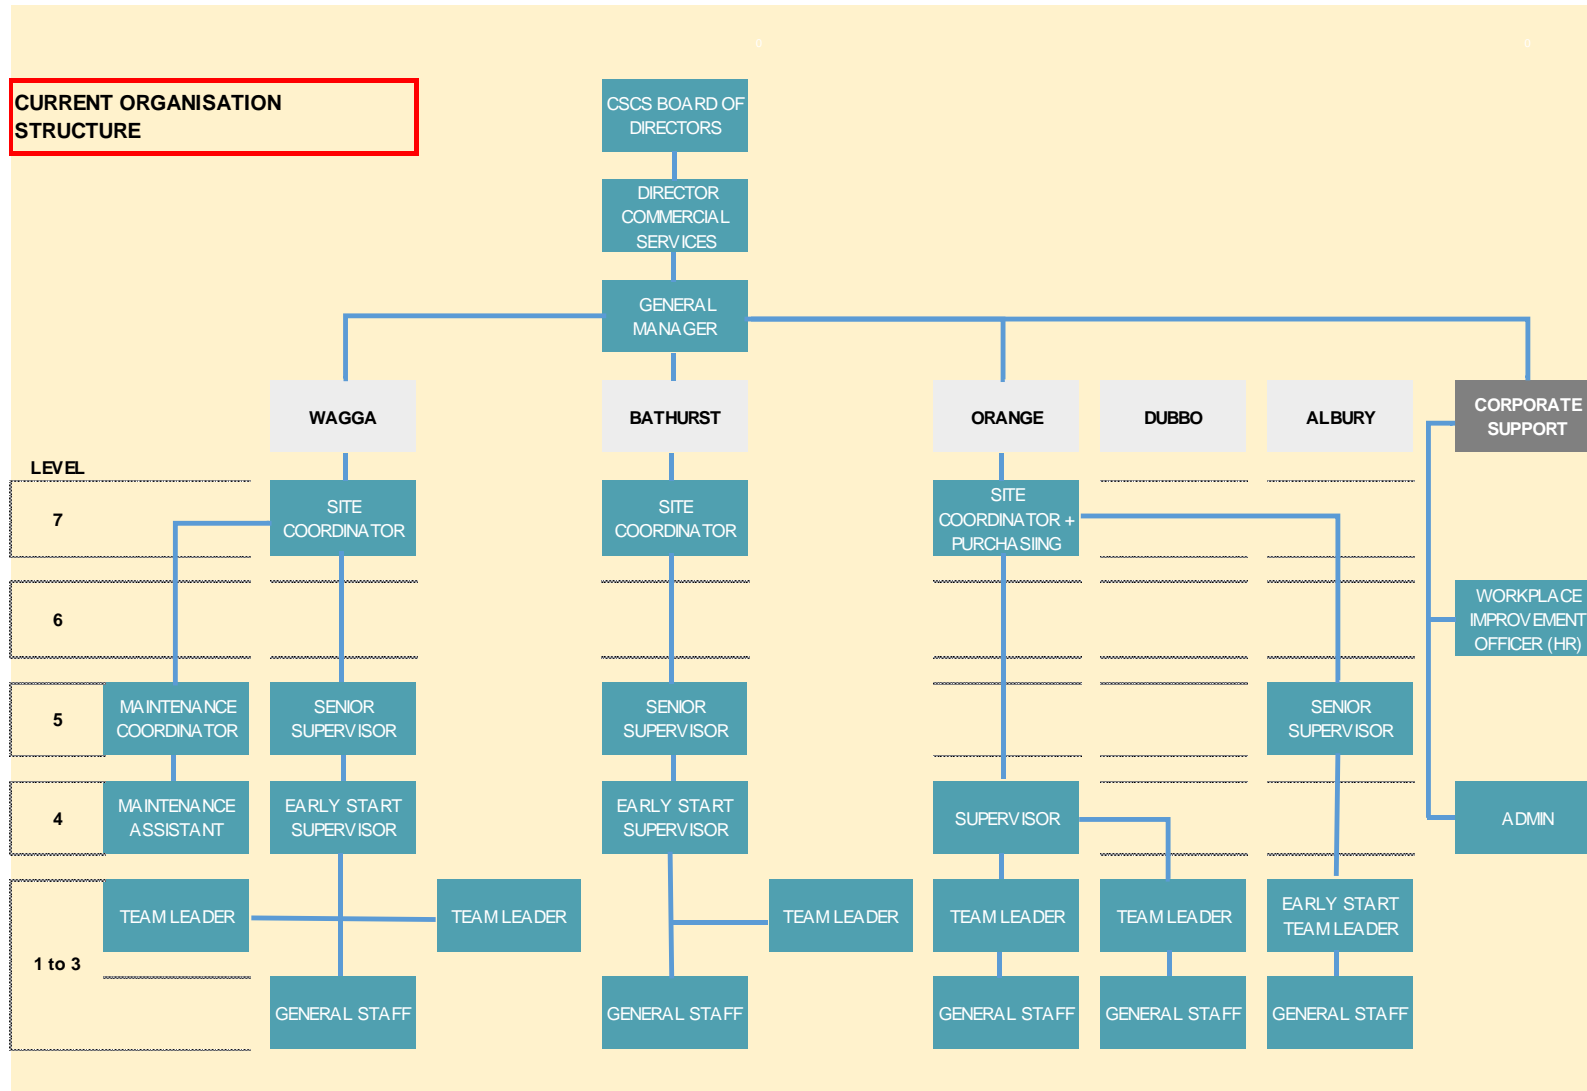 0
0
CURRENT ORGANISATION
STRUCTURE
CSCS BOARD OF
DIRECTORS
DIRECTOR
COMMERCIAL
SERVICES
GENERAL
MANAGER
WAGGA
BATHURST
ORANGE
DUBBO
ALBURY
CORPORATE
SUPPORT
LEVEL
7
SITE
COORDINATOR
SITE
COORDINATOR
SITE
COORDINATOR +
PURCHASIING
6
WORKPLACE
IMPROVEMENT
OFFICER (HR)
5
MAINTENANCE
COORDINATOR
SENIOR
SUPERVISOR
SENIOR
SUPERVISOR
SENIOR
SUPERVISOR
4
MAINTENANCE
ASSISTANT
EARLY START
SUPERVISOR
EARLY START
SUPERVISOR
SUPERVISOR
ADMIN
1 to 3
TEAM LEADER
TEAM LEADER
TEAM LEADER
TEAM LEADER
TEAM LEADER
EARLY START
TEAM LEADER
GENERAL STAFF
GENERAL STAFF
GENERAL STAFF
GENERAL STAFF
GENERAL STAFF